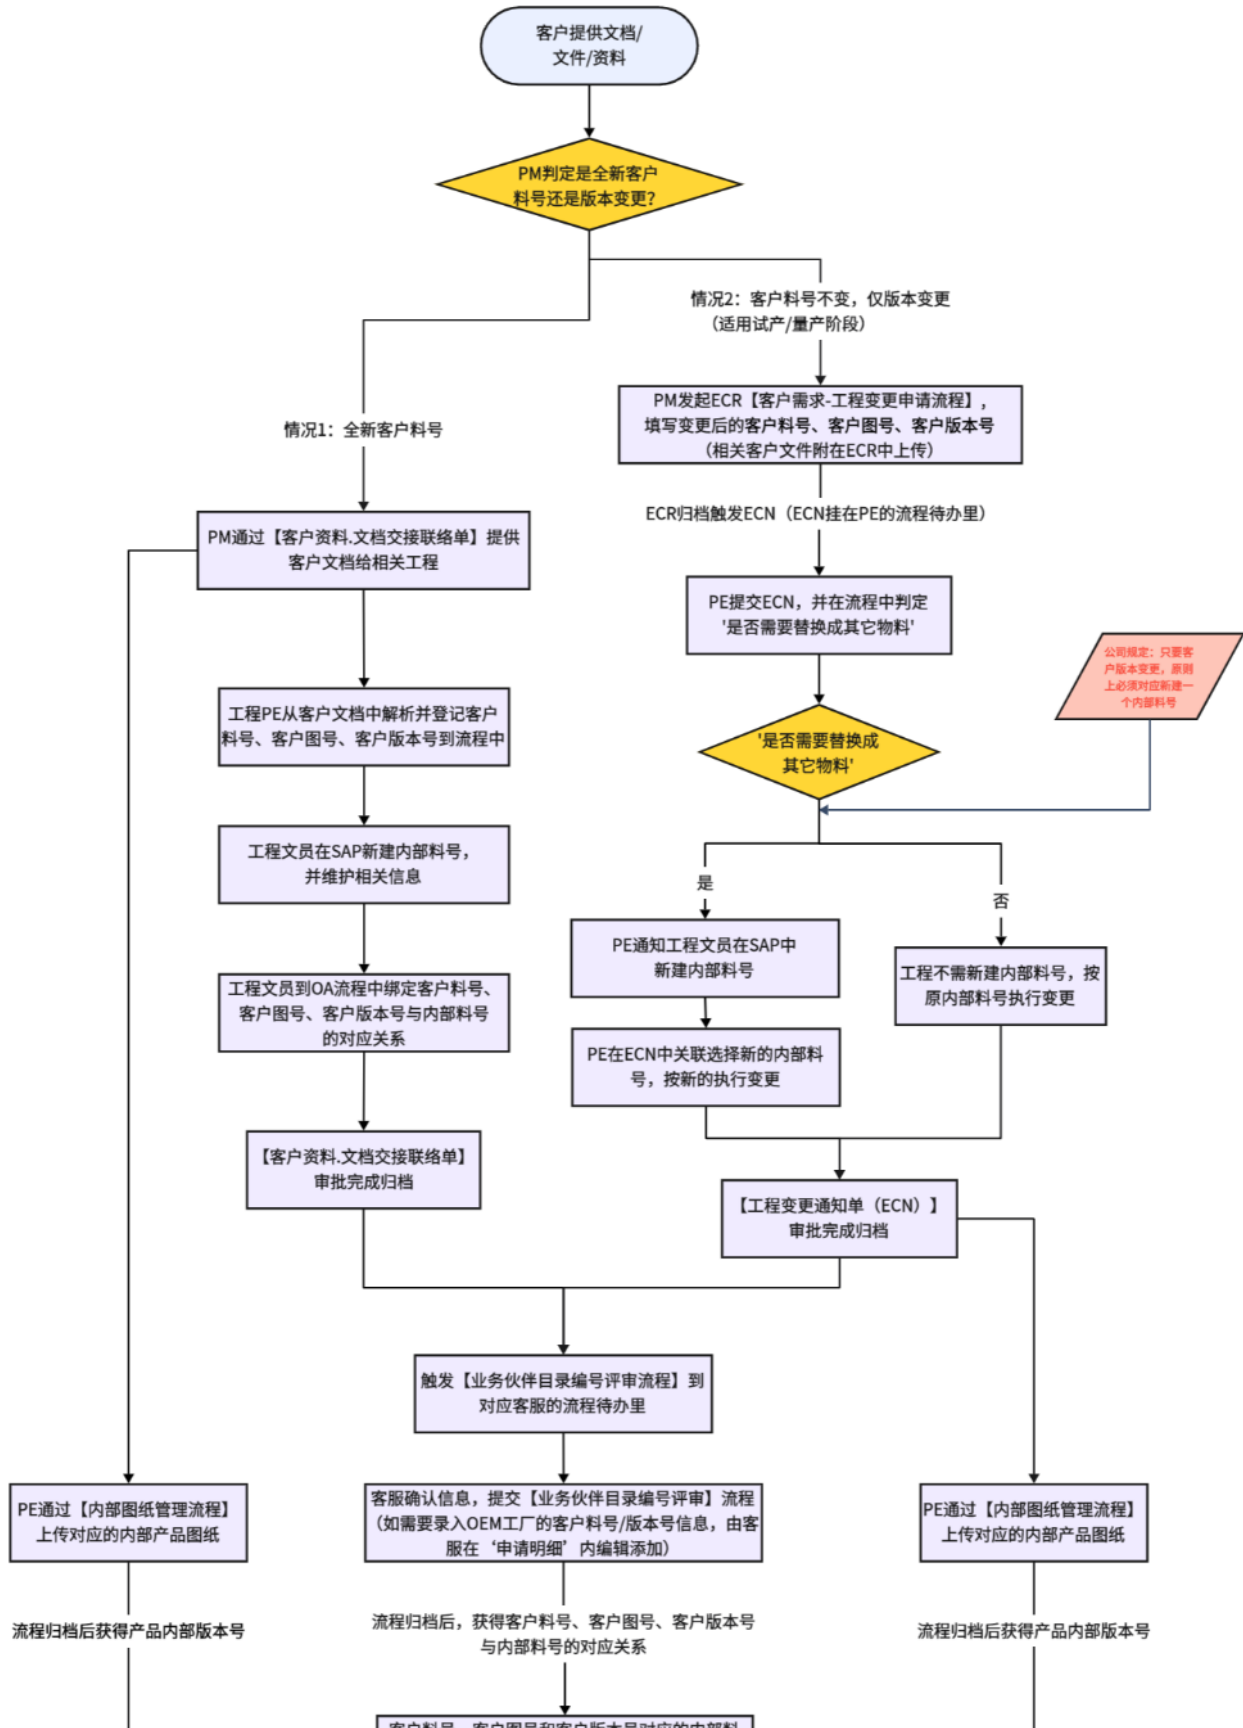 客户提供文档/
文件/资料
PM判定是全新客户
料号还是版本变更？
情况2：客户料号不变，仅版本变更
（适用试产/量产阶段）
PM发起ECR【客户需求-工程变更申请流程】，
填写变更后的客户料号、客户图号、客户版本号
（相关客户文件附在ECR中上传）
情况1：全新客户料号
ECR归档触发ECN（ECN挂在PE的流程待办里）
PM通过【客户资料.文档交接联络单】提供
客户文档给相关工程
PE提交ECN，并在流程中判定
'是否需要替换成其它物料'
公司规定：只要客
户版本变更，原则
上必须对应新建一
个内部料号
工程PE从客户文档中解析并登记客户
料号、客户图号、客户版本号到流程中
'是否需要替换成
其它物料'
工程文员在SAP新建内部料号，
并维护相关信息
是
否
PE通知工程文员在SAP中
新建内部料号
工程不需新建内部料号，按
原内部料号执行变更
工程文员到OA流程中绑定客户料号、
客户图号、客户版本号与内部料号
的对应关系
PE在ECN中关联选择新的内部料
号，按新的执行变更
【客户资料.文档交接联络单】
审批完成归档
【工程变更通知单（ECN）】
审批完成归档
触发【业务伙伴目录编号评审流程】到
对应客服的流程待办里
PE通过【内部图纸管理流程】
上传对应的内部产品图纸
客服确认信息，提交【业务伙伴目录编号评审】流程
（如需要录入OEM工厂的客户料号/版本号信息，由客
服在‘申请明细’内编辑添加）
PE通过【内部图纸管理流程】
上传对应的内部产品图纸
流程归档后获得产品内部版本号
流程归档后，获得客户料号、客户图号、客户版本号
与内部料号的对应关系
流程归档后获得产品内部版本号
客户料号、客户图号和客户版本号对应的内部料